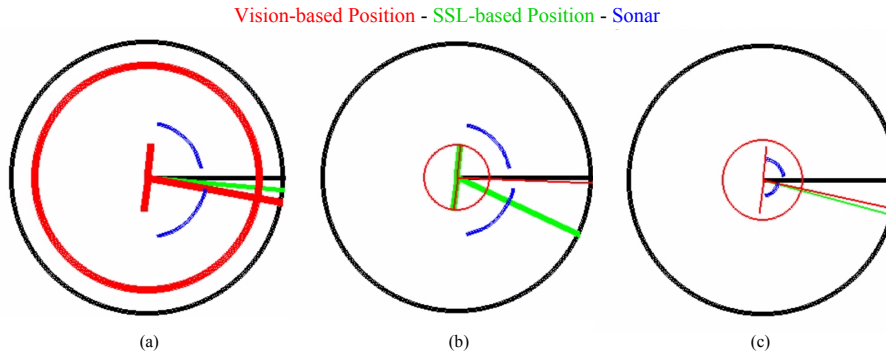 Vision-based Position - SSL-based Position - Sonar
(a) (b) (c)